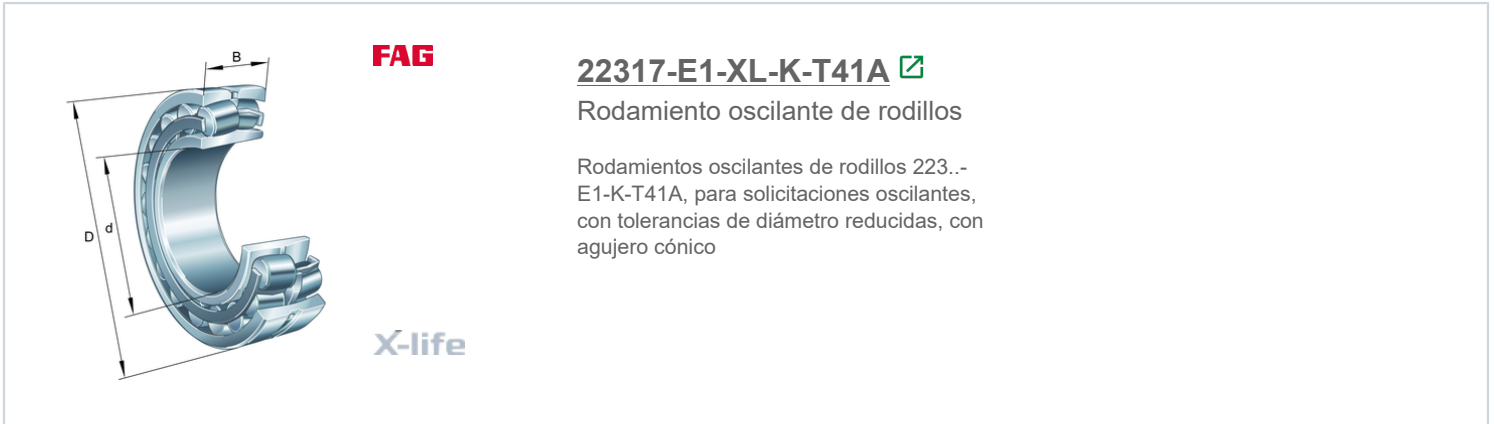 B
D
d
FAG
X-life
22317-E1-XL-K-T41A
Rodamiento oscilante de rodillos
Rodamientos oscilantes de rodillos 223..-
E1-K-T41A, para solicitaciones oscilantes,
con tolerancias de diámetro reducidas, con
agujero cónico